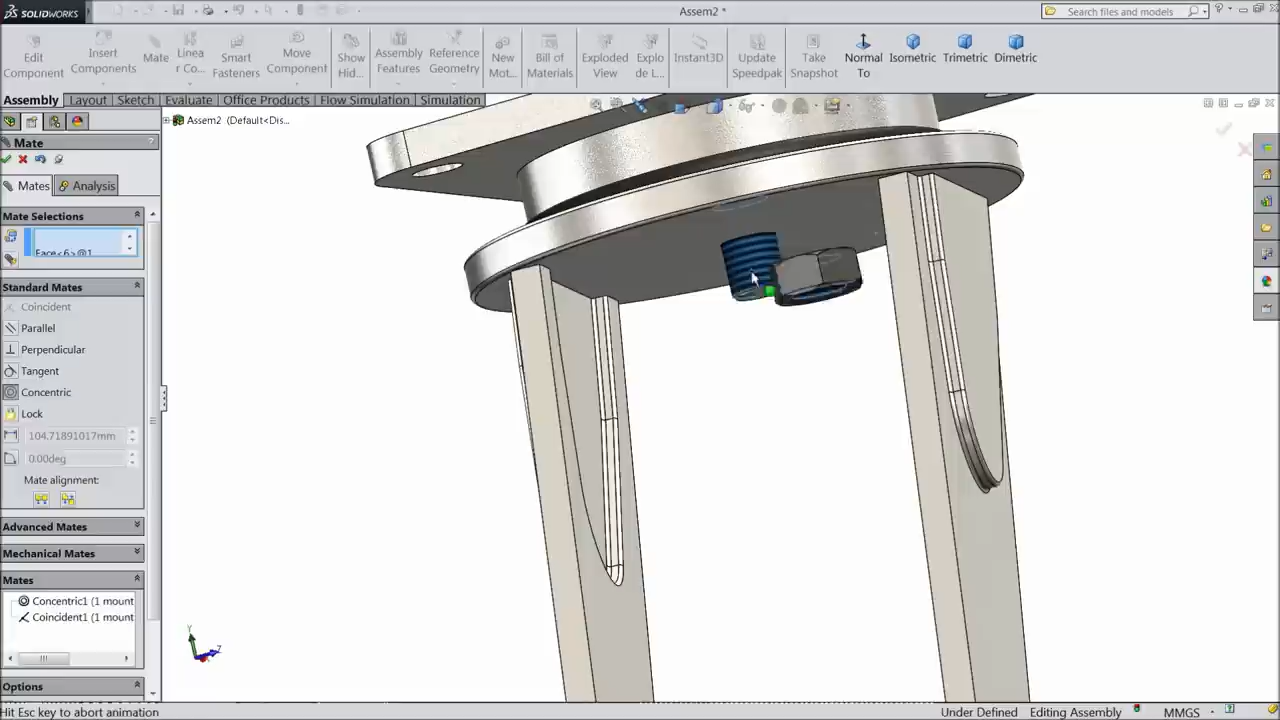 SOLIDWORKS
Assem2 *
Search files and models
Edit Component
Insert Components
Mate
Linea r Co...
Smart Fasteners
Move Component
Show Hid...
Assembly Features
Reference Geometry
New Mot...
Bill of Materials
Exploded View
Explo de L...
Instant3D
Update Speedpak
Take Snapshot
Normal To
Isometric
Trimetric
Dimetric
Assembly Layout Sketch Evaluate Office Products Flow Simulation Simulation
Assem2 (Default<Dis...
Mate
?
Mates Analysis
Mate Selections
Face<6>@1
Standard Mates
Coincident
Parallel
Perpendicular
Tangent
Concentric
Lock
104.71891017mm
0.00deg
Mate alignment:
Advanced Mates
Mechanical Mates
Mates
Concentric1 (1 mount
Coincident1 (1 mount
Options
Y
Z
Hit Esc key to abort animation
Under Defined Editing Assembly MMGS